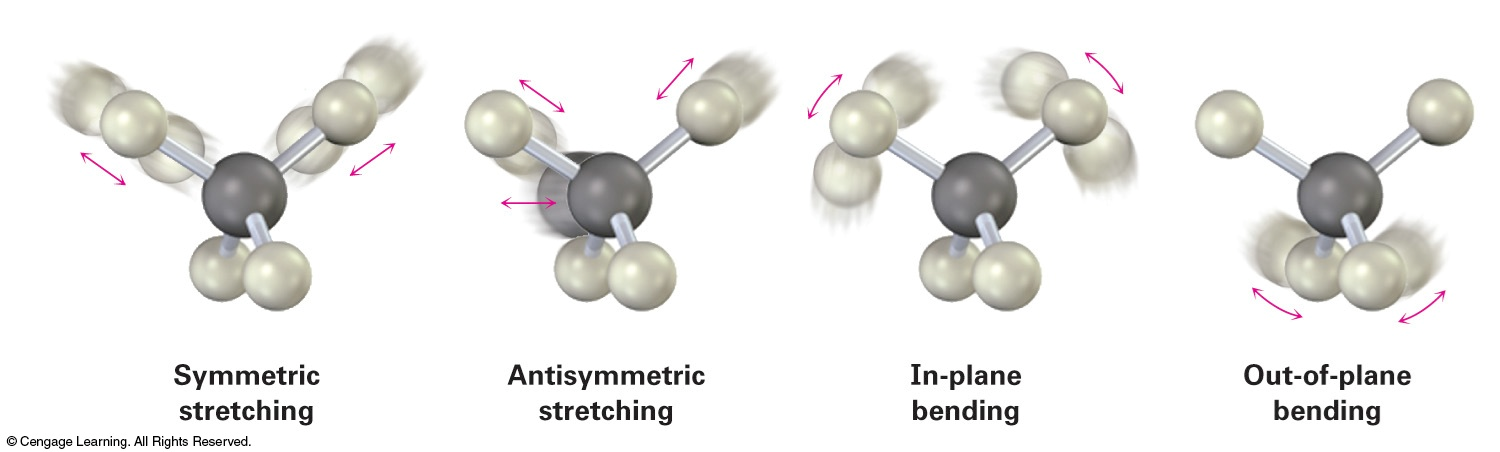 Symmetric
stretching
Antisymmetric
stretching
In-plane
bending
Out-of-plane
bending
© Cengage Learning. All Rights Reserved.